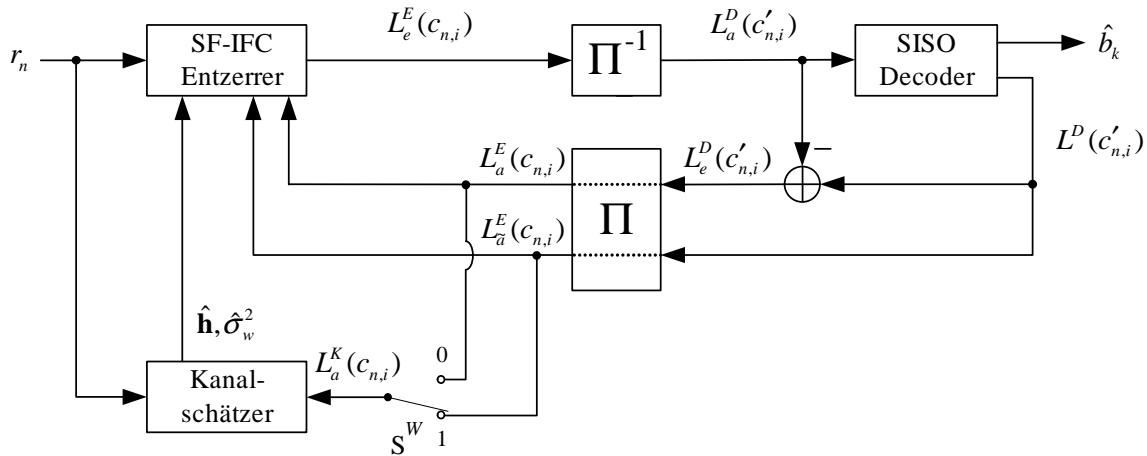 r_n
SF-IFC
Entzerrer
L_e^E(c_{n,i})
Π^{-1}
L_a^D(c'_{n,i})
SISO
Decoder
b̂_k
−
L^D(c'_{n,i})
L_a^E(c_{n,i})
L_e^D(c'_{n,i})
Π
L_ã^E(c_{n,i})
ĥ, σ̂_w^2
L_a^K(c_{n,i})
0
Kanal-
schätzer
S^W
1